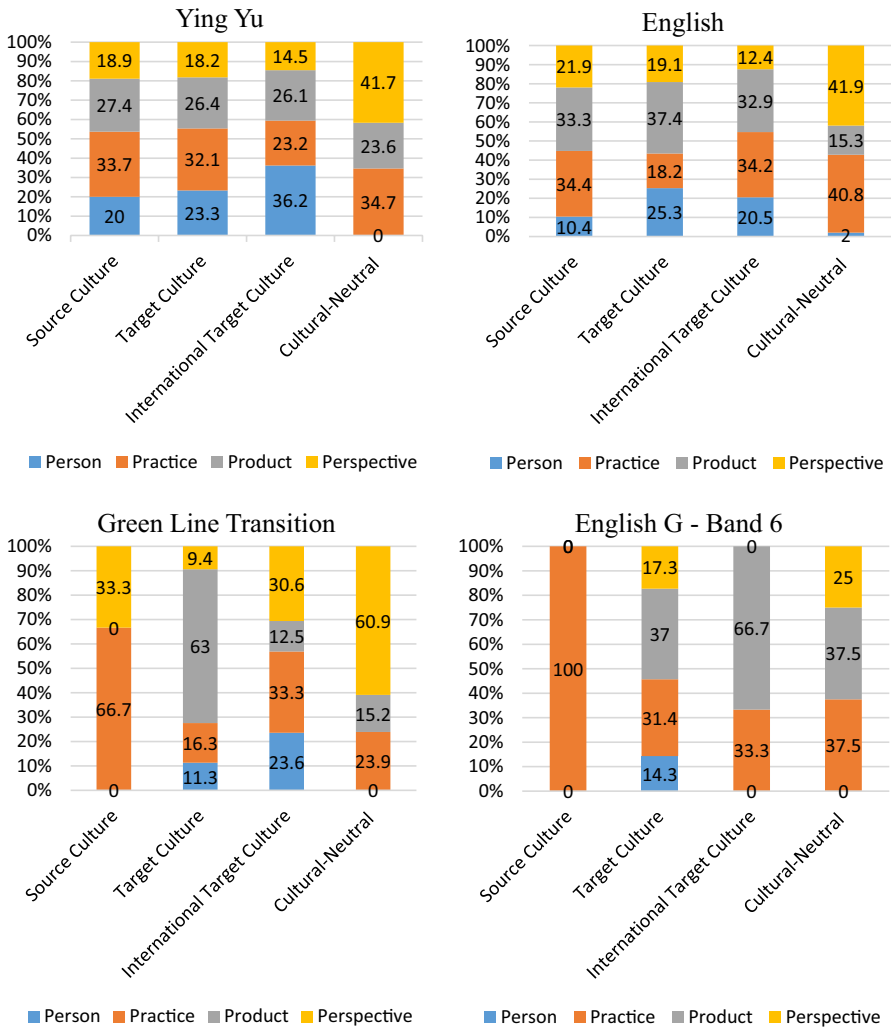 Ying Yu
100%
90%
80%
70%
60%
50%
40%
30%
20%
10%
0%
18.9 18.2 14.5 41.7
27.4 26.4 26.1 23.6
33.7 32.1 23.2 34.7
20 23.3 36.2 0
Source Culture
Target Culture
International Target Culture
Cultural-Neutral
Person Practice Product Perspective
English
100%
90%
80%
70%
60%
50%
40%
30%
20%
10%
0%
21.9 19.1 12.4 41.9
33.3 37.4 32.9 15.3
34.4 18.2 34.2 40.8
10.4 25.3 20.5 2
Source Culture
Target Culture
International Target Culture
Cultural-Neutral
Person Practice Product Perspective
Green Line Transition
100%
90%
80%
70%
60%
50%
40%
30%
20%
10%
0%
33.3 9.4 30.6 60.9
0 63 12.5 15.2
66.7 16.3 33.3 23.9
0 11.3 23.6 0
Source Culture
Target Culture
International Target Culture
Cultural-Neutral
Person Practice Product Perspective
English G - Band 6
100%
90%
80%
70%
60%
50%
40%
30%
20%
10%
0%
0 17.3 0 25
0 37 66.7 37.5
100 31.4 33.3 37.5
0 14.3 0 0
Source Culture
Target Culture
International Target Culture
Cultural-Neutral
Person Practice Product Perspective